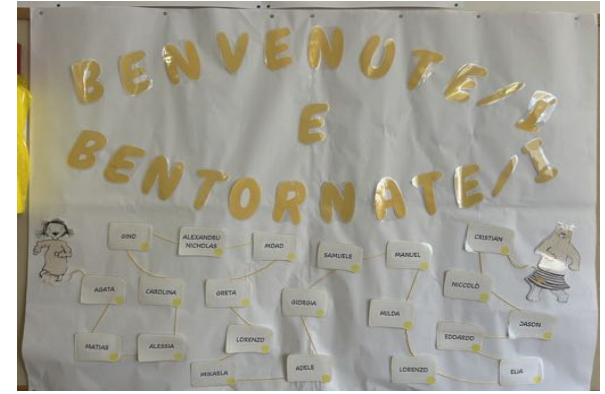 BENVENUTE/I
E
BENTORNATE/I
GINO
ALEXANDRU
NICHOLAS
MOAD
SAMUELE
MANUEL
CRISTIAN
AGATA
CAROLINA
GRETA
GIORGIA
MILDA
NICCOLÒ
MATIAS
ALESSIA
LORENZO
EDOARDO
JASON
MIKAELA
ADELE
LORENZO
ELIA